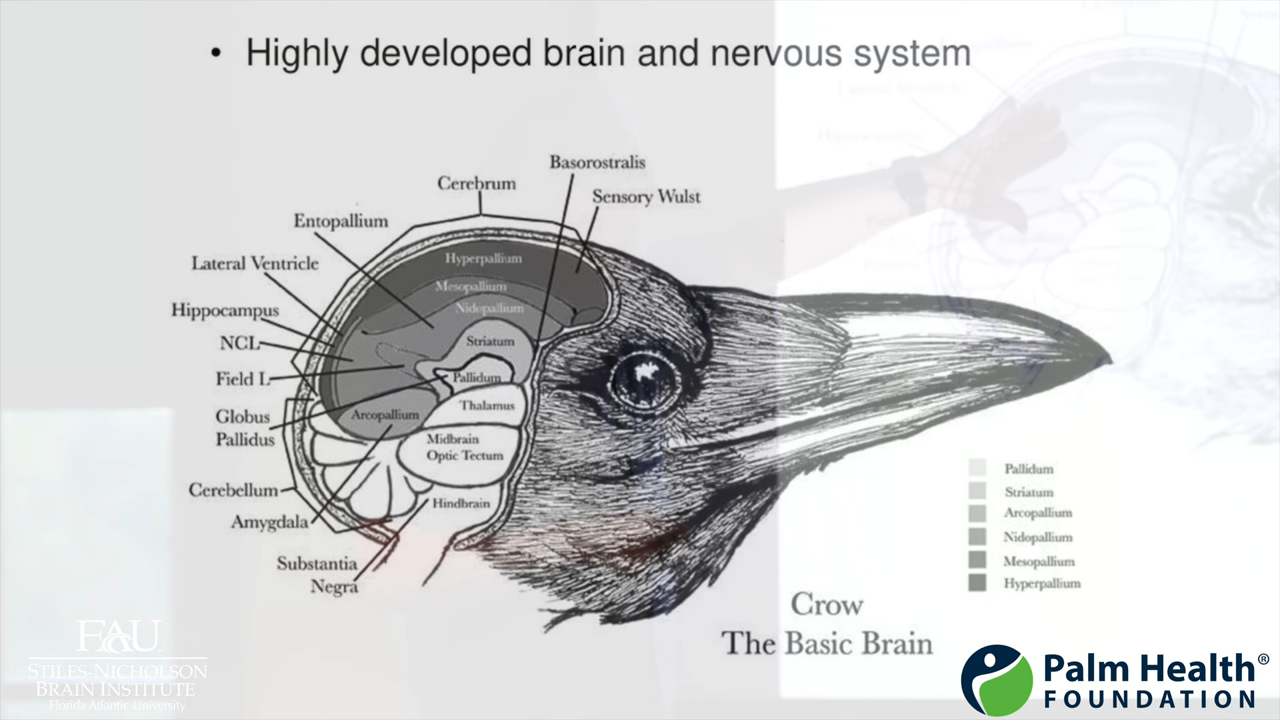 • Highly developed brain and nervous system
Basorostralis
Cerebrum
Sensory Wulst
Entopallium
Lateral Ventricle
Hyperpallium
Mesopallium
Hippocampus
Nidopallium
NCL
Striatum
Field L
Pallidum
Globus
Pallidus
Arcopallium
Thalamus
Midbrain
Optic Tectum
Cerebellum
Hindbrain
Amygdala
Substantia
Negra
Pallidum
Striatum
Arcopallium
Nidopallium
Mesopallium
Hyperpallium
Crow
The Basic Brain
FAU
STILES-NICHOLSON
BRAIN INSTITUTE
Florida Atlantic University
Palm Health®
FOUNDATION